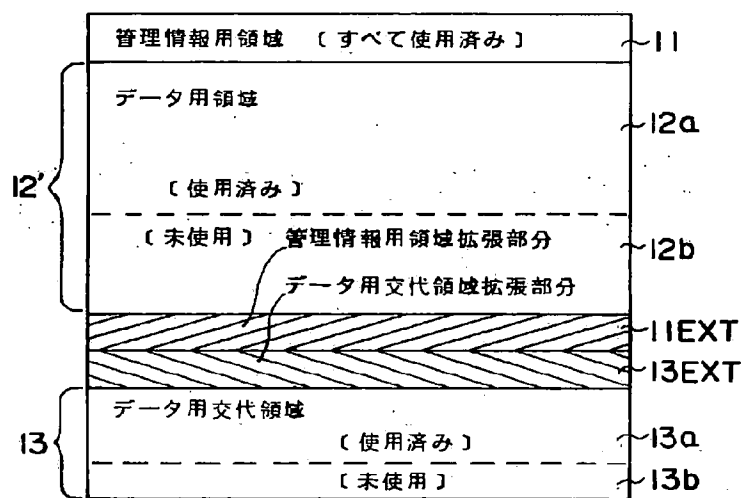 管理情報用領域 〔すべて使用済み〕 11
データ用領域
12a
12'
〔使用済み〕
〔未使用〕 管理情報用領域拡張部分 12b
データ用交代領域拡張部分
11EXT
13EXT
データ用交代領域
13 〔使用済み〕 13a
〔未使用〕 13b